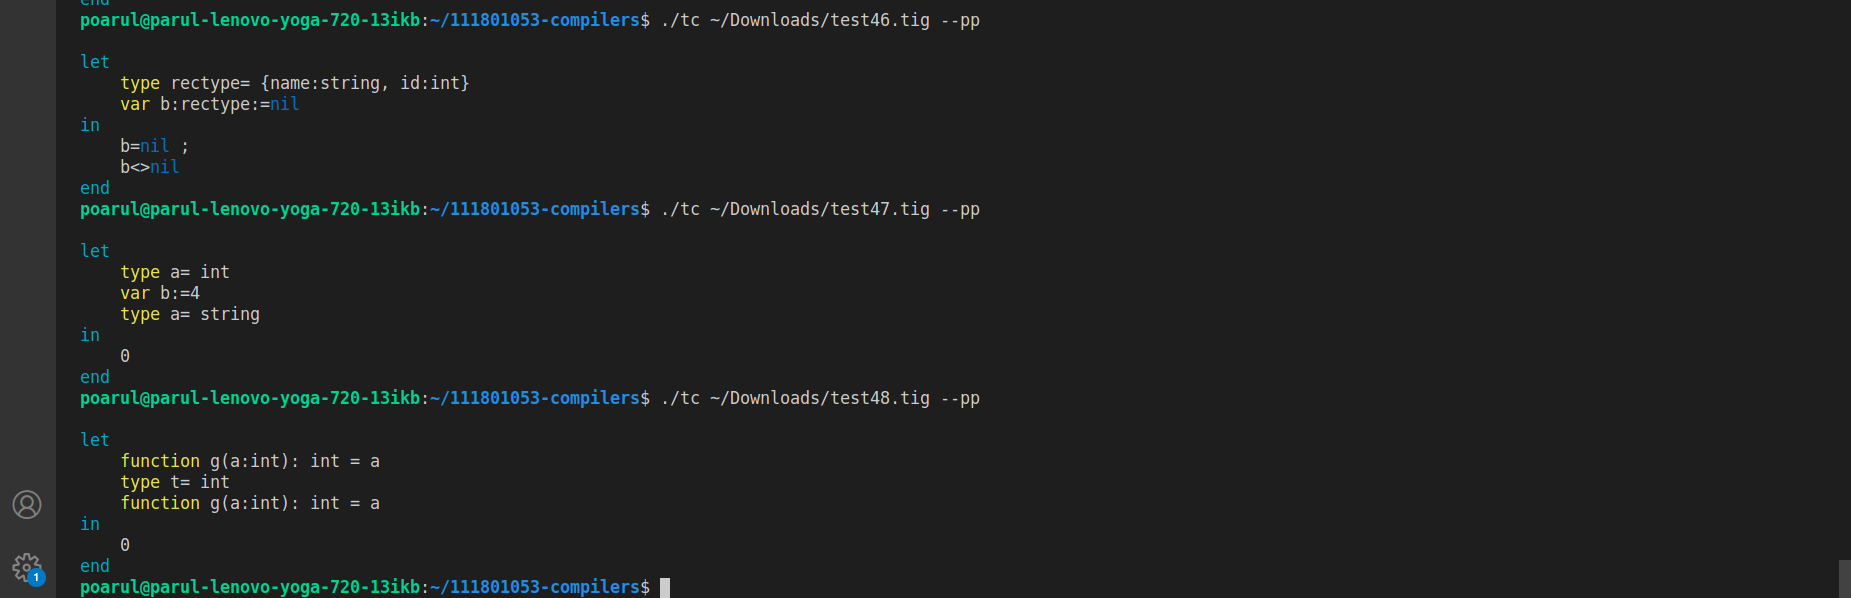 end
poarul@parul-lenovo-yoga-720-13ikb:~/111801053-compilers$ ./tc ~/Downloads/test46.tig --pp
let
    type rectype= {name:string, id:int}
    var b:rectype:=nil
in
    b=nil ;
    b<>nil
end
poarul@parul-lenovo-yoga-720-13ikb:~/111801053-compilers$ ./tc ~/Downloads/test47.tig --pp
let
    type a= int
    var b:=4
    type a= string
in
    0
end
poarul@parul-lenovo-yoga-720-13ikb:~/111801053-compilers$ ./tc ~/Downloads/test48.tig --pp
let
    function g(a:int): int = a
    type t= int
    function g(a:int): int = a
in
    0
end
poarul@parul-lenovo-yoga-720-13ikb:~/111801053-compilers$
1